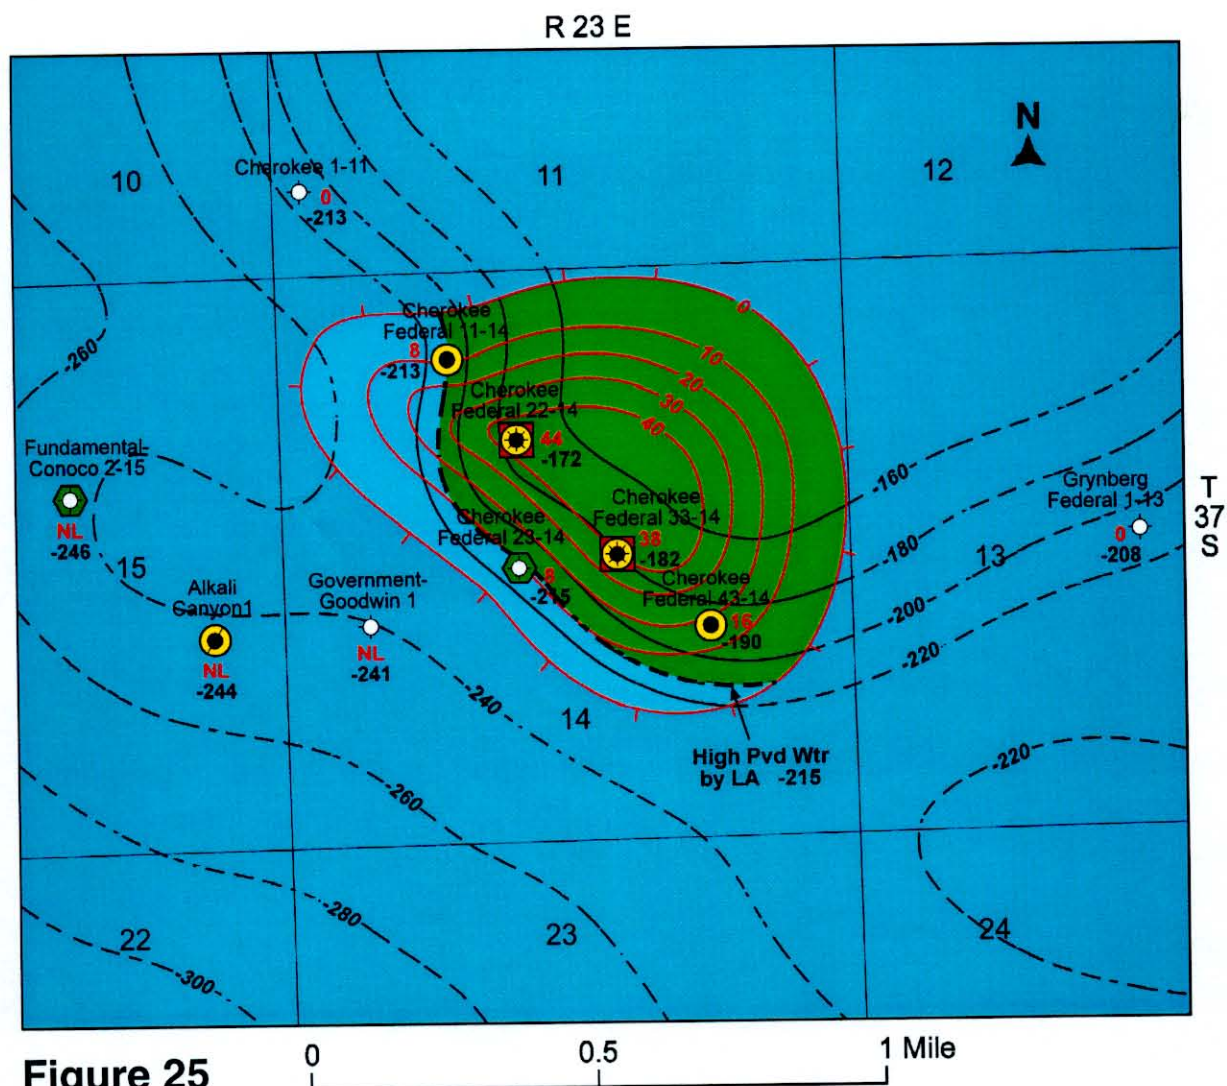 R 23 E
N
10
11
12
Cherokee 1-11
0
-213
0
Cherokee
Federal 11-14
8
-213
-260
10
20
30
40
Cherokee
Federal 22-14
44
-172
Fundamental-
Conoco 2-15
NL
-246
-160
Grynberg
Federal 1-13
0
-208
T
37
S
Cherokee
Federal 33-14
38
-182
Cherokee
Federal 23-14
8
-215
-180
13
15
Alkali
Canyon1
NL
-244
Government-
Goodwin 1
NL
-241
Cherokee
Federal 43-14
16
-190
-200
-220
-240
14
High Pvd Wtr
by LA -215
-220
-260
-280
22
23
24
-300
Figure 25
0
0.5
1 Mile